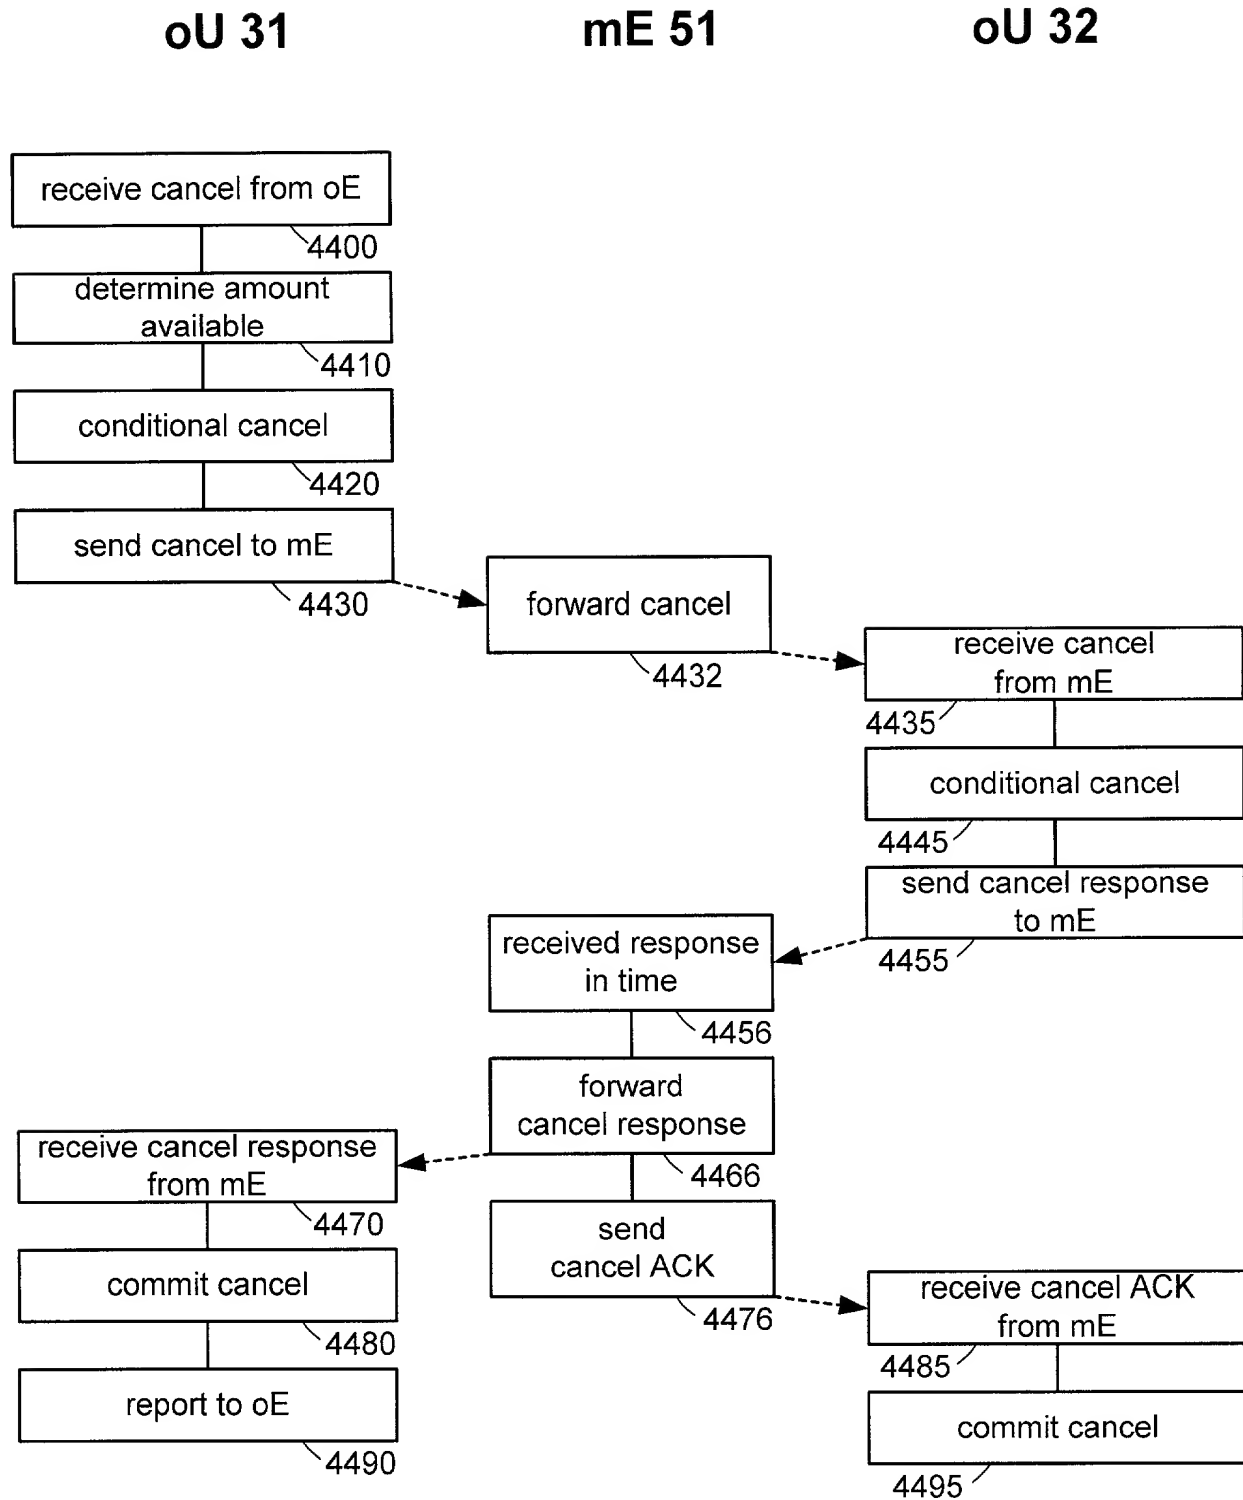 oU 31
mE 51
oU 32
receive cancel from oE
4400
determine amount
available
4410
conditional cancel
4420
send cancel to mE
4430
forward cancel
4432
receive cancel
from mE
4435
conditional cancel
4445
send cancel response
to mE
4455
received response
in time
4456
forward
cancel response
4466
receive cancel response
from mE
4470
send
cancel ACK
4476
commit cancel
4480
receive cancel ACK
from mE
4485
report to oE
4490
commit cancel
4495